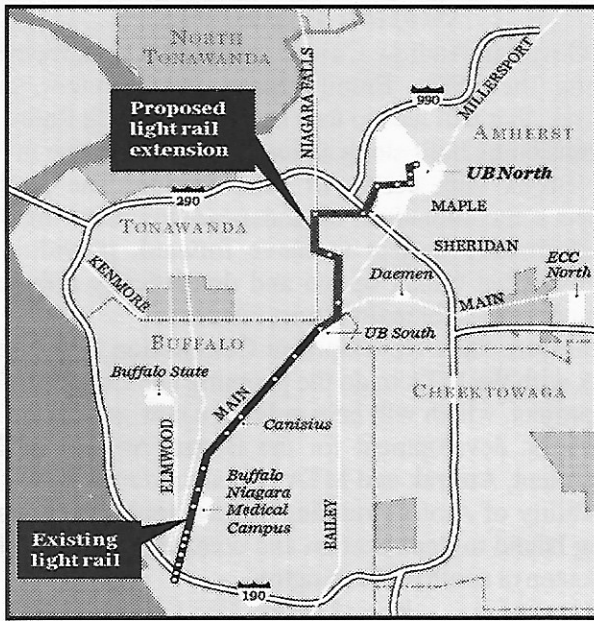 NORTH
TONAWANDA
Proposed
light rail
extension
NIAGARA FALLS
990
MILLERSPORT
AMHERST
UB North
290
TONAWANDA
MAPLE
SHERIDAN
KENMORE
Daemen
MAIN
ECC
North
UB South
BUFFALO
Buffalo State
MAIN
CHEEKTOWAGA
Canisius
ELMWOOD
Buffalo
Niagara
Medical
Campus
BAILEY
Existing
light rail
190